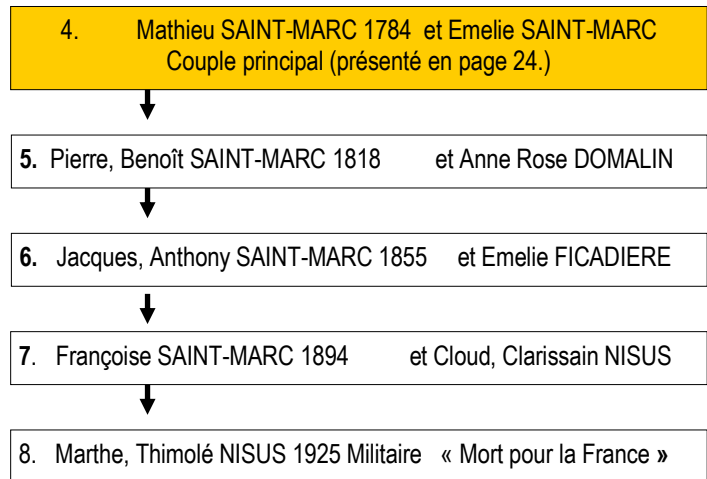 4. Mathieu SAINT-MARC 1784 et Emelie SAINT-MARC
Couple principal (présenté en page 24.)
5. Pierre, Benoît SAINT-MARC 1818 et Anne Rose DOMALIN
6. Jacques, Anthony SAINT-MARC 1855 et Emelie FICADIERE
7. Françoise SAINT-MARC 1894 et Cloud, Clarissain NISUS
8. Marthe, Thimolé NISUS 1925 Militaire « Mort pour la France »